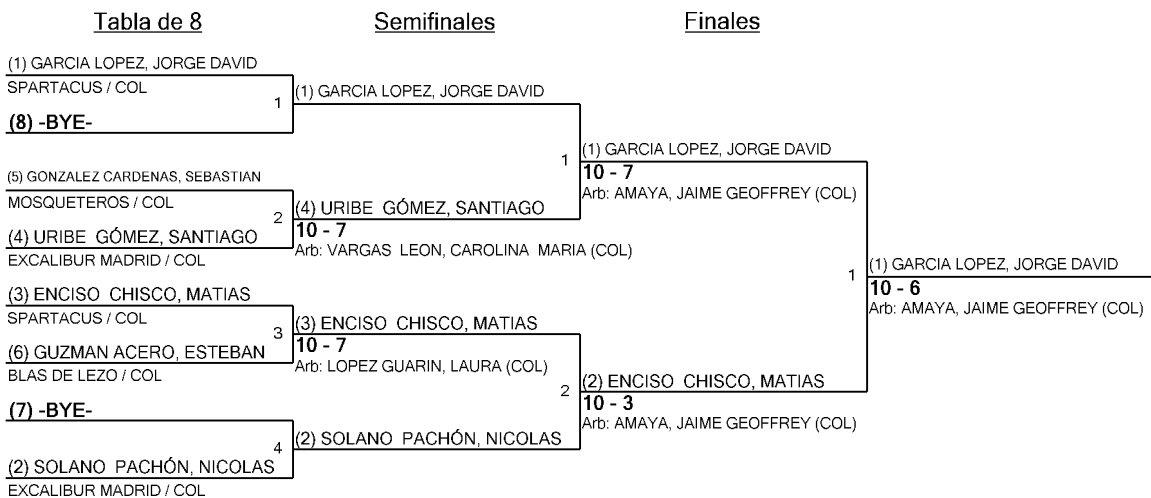 Tabla de 8
Semifinales
Finales
(1) GARCIA LOPEZ, JORGE DAVID
SPARTACUS / COL
1
(8) -BYE-
(5) GONZALEZ CARDENAS, SEBASTIAN
MOSQUETEROS / COL
2
(4) URIBE  GÓMEZ, SANTIAGO
EXCALIBUR MADRID / COL
(3) ENCISO  CHISCO, MATIAS
SPARTACUS / COL
3
(6) GUZMAN ACERO, ESTEBAN
BLAS DE LEZO / COL
(7) -BYE-
4
(2) SOLANO  PACHÓN, NICOLAS
EXCALIBUR MADRID / COL
(1) GARCIA LOPEZ, JORGE DAVID
1
(4) URIBE  GÓMEZ, SANTIAGO
10 - 7
Arb: VARGAS  LEON, CAROLINA  MARIA (COL)
(3) ENCISO  CHISCO, MATIAS
10 - 7
Arb: LOPEZ GUARIN, LAURA (COL)
2
(2) SOLANO  PACHÓN, NICOLAS
(1) GARCIA LOPEZ, JORGE DAVID
10 - 7
Arb: AMAYA, JAIME GEOFFREY (COL)
1
(2) ENCISO  CHISCO, MATIAS
10 - 3
Arb: AMAYA, JAIME GEOFFREY (COL)
(1) GARCIA LOPEZ, JORGE DAVID
10 - 6
Arb: AMAYA, JAIME GEOFFREY (COL)